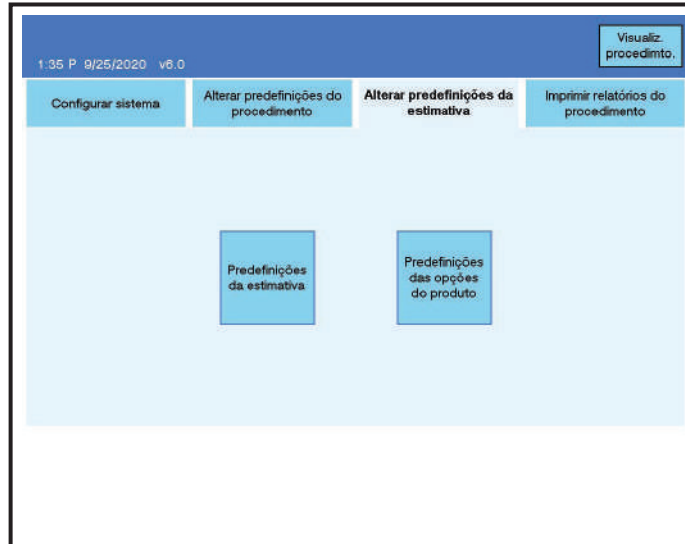 Visualiz.
procedimto.
1:35 P 9/25/2020 v6.0
Configurar sistema
Alterar predefinições do
procedimento
Alterar predefinições da
estimativa
Imprimir relatórios do
procedimento
Predefinições
da estimativa
Predefinições
das opções
do produto